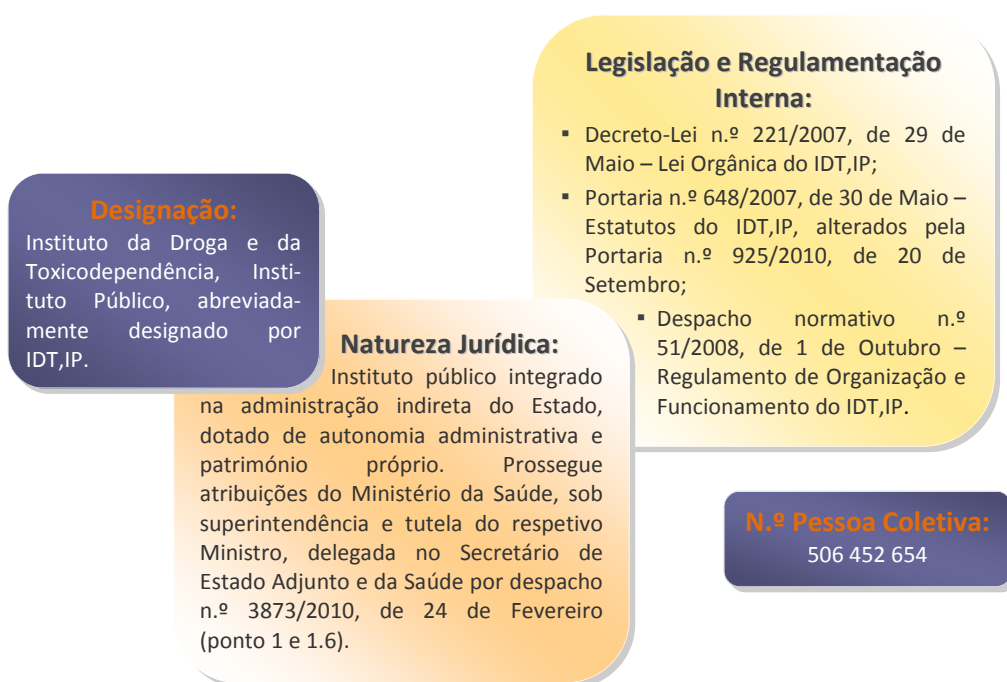 Legislação e Regulamentação
Interna:
▪ Decreto-Lei n.º 221/2007, de 29 de
Maio – Lei Orgânica do IDT,IP;
▪ Portaria n.º 648/2007, de 30 de Maio –
Estatutos do IDT,IP, alterados pela
Portaria n.º 925/2010, de 20 de
Setembro;
▪ Despacho normativo n.º
51/2008, de 1 de Outubro –
Regulamento de Organização e
Funcionamento do IDT,IP.
Designação:
Instituto da Droga e da
Toxicodependência, Insti-
tuto Público, abreviada-
mente designado por
IDT,IP.
Natureza Jurídica:
Instituto público integrado
na administração indireta do Estado,
dotado de autonomia administrativa e
património próprio. Prossegue
atribuições do Ministério da Saúde, sob
superintendência e tutela do respetivo
Ministro, delegada no Secretário de
Estado Adjunto e da Saúde por despacho
n.º 3873/2010, de 24 de Fevereiro
(ponto 1 e 1.6).
N.º Pessoa Coletiva:
506 452 654